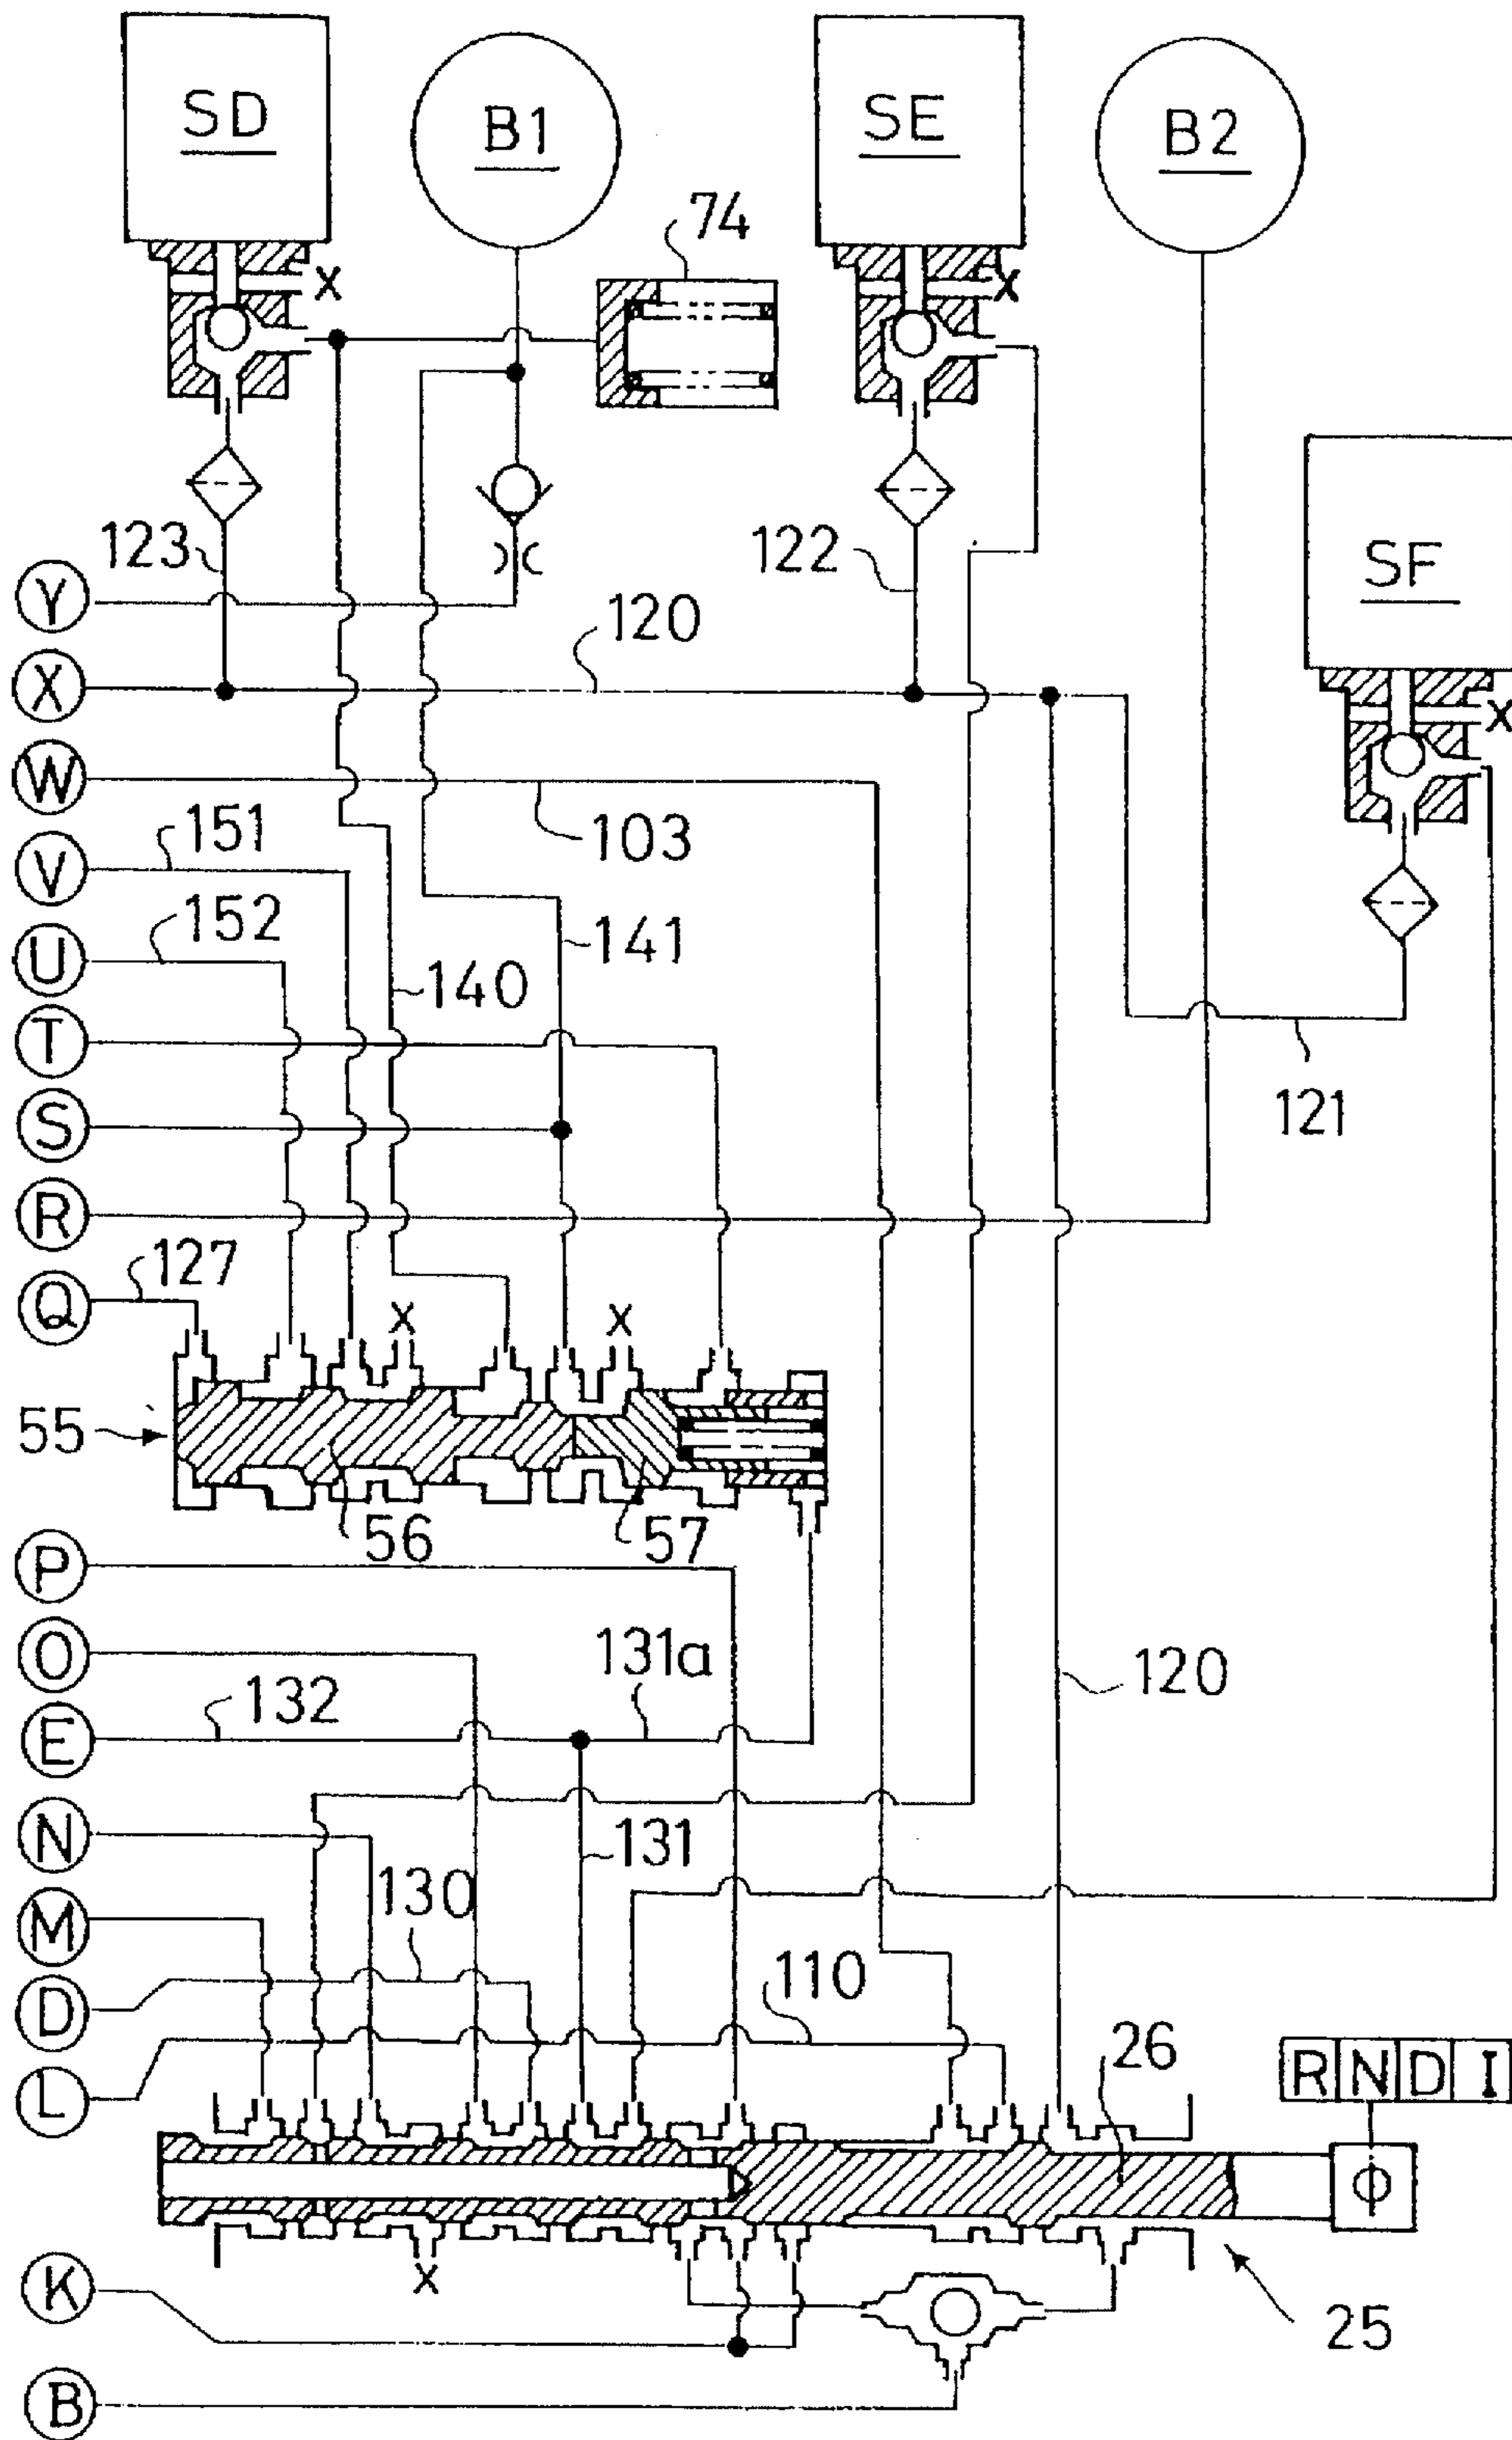 SD
B1
SE
B2
74
X
X
123
122
SF
Y
120
X
X
W
103
V
151
U
152
141
140
T
S
121
R
Q
127
X
X
55
56
57
P
O
131a
120
E
132
N
131
M
130
D
110
L
26
R N D I
X
K
25
B